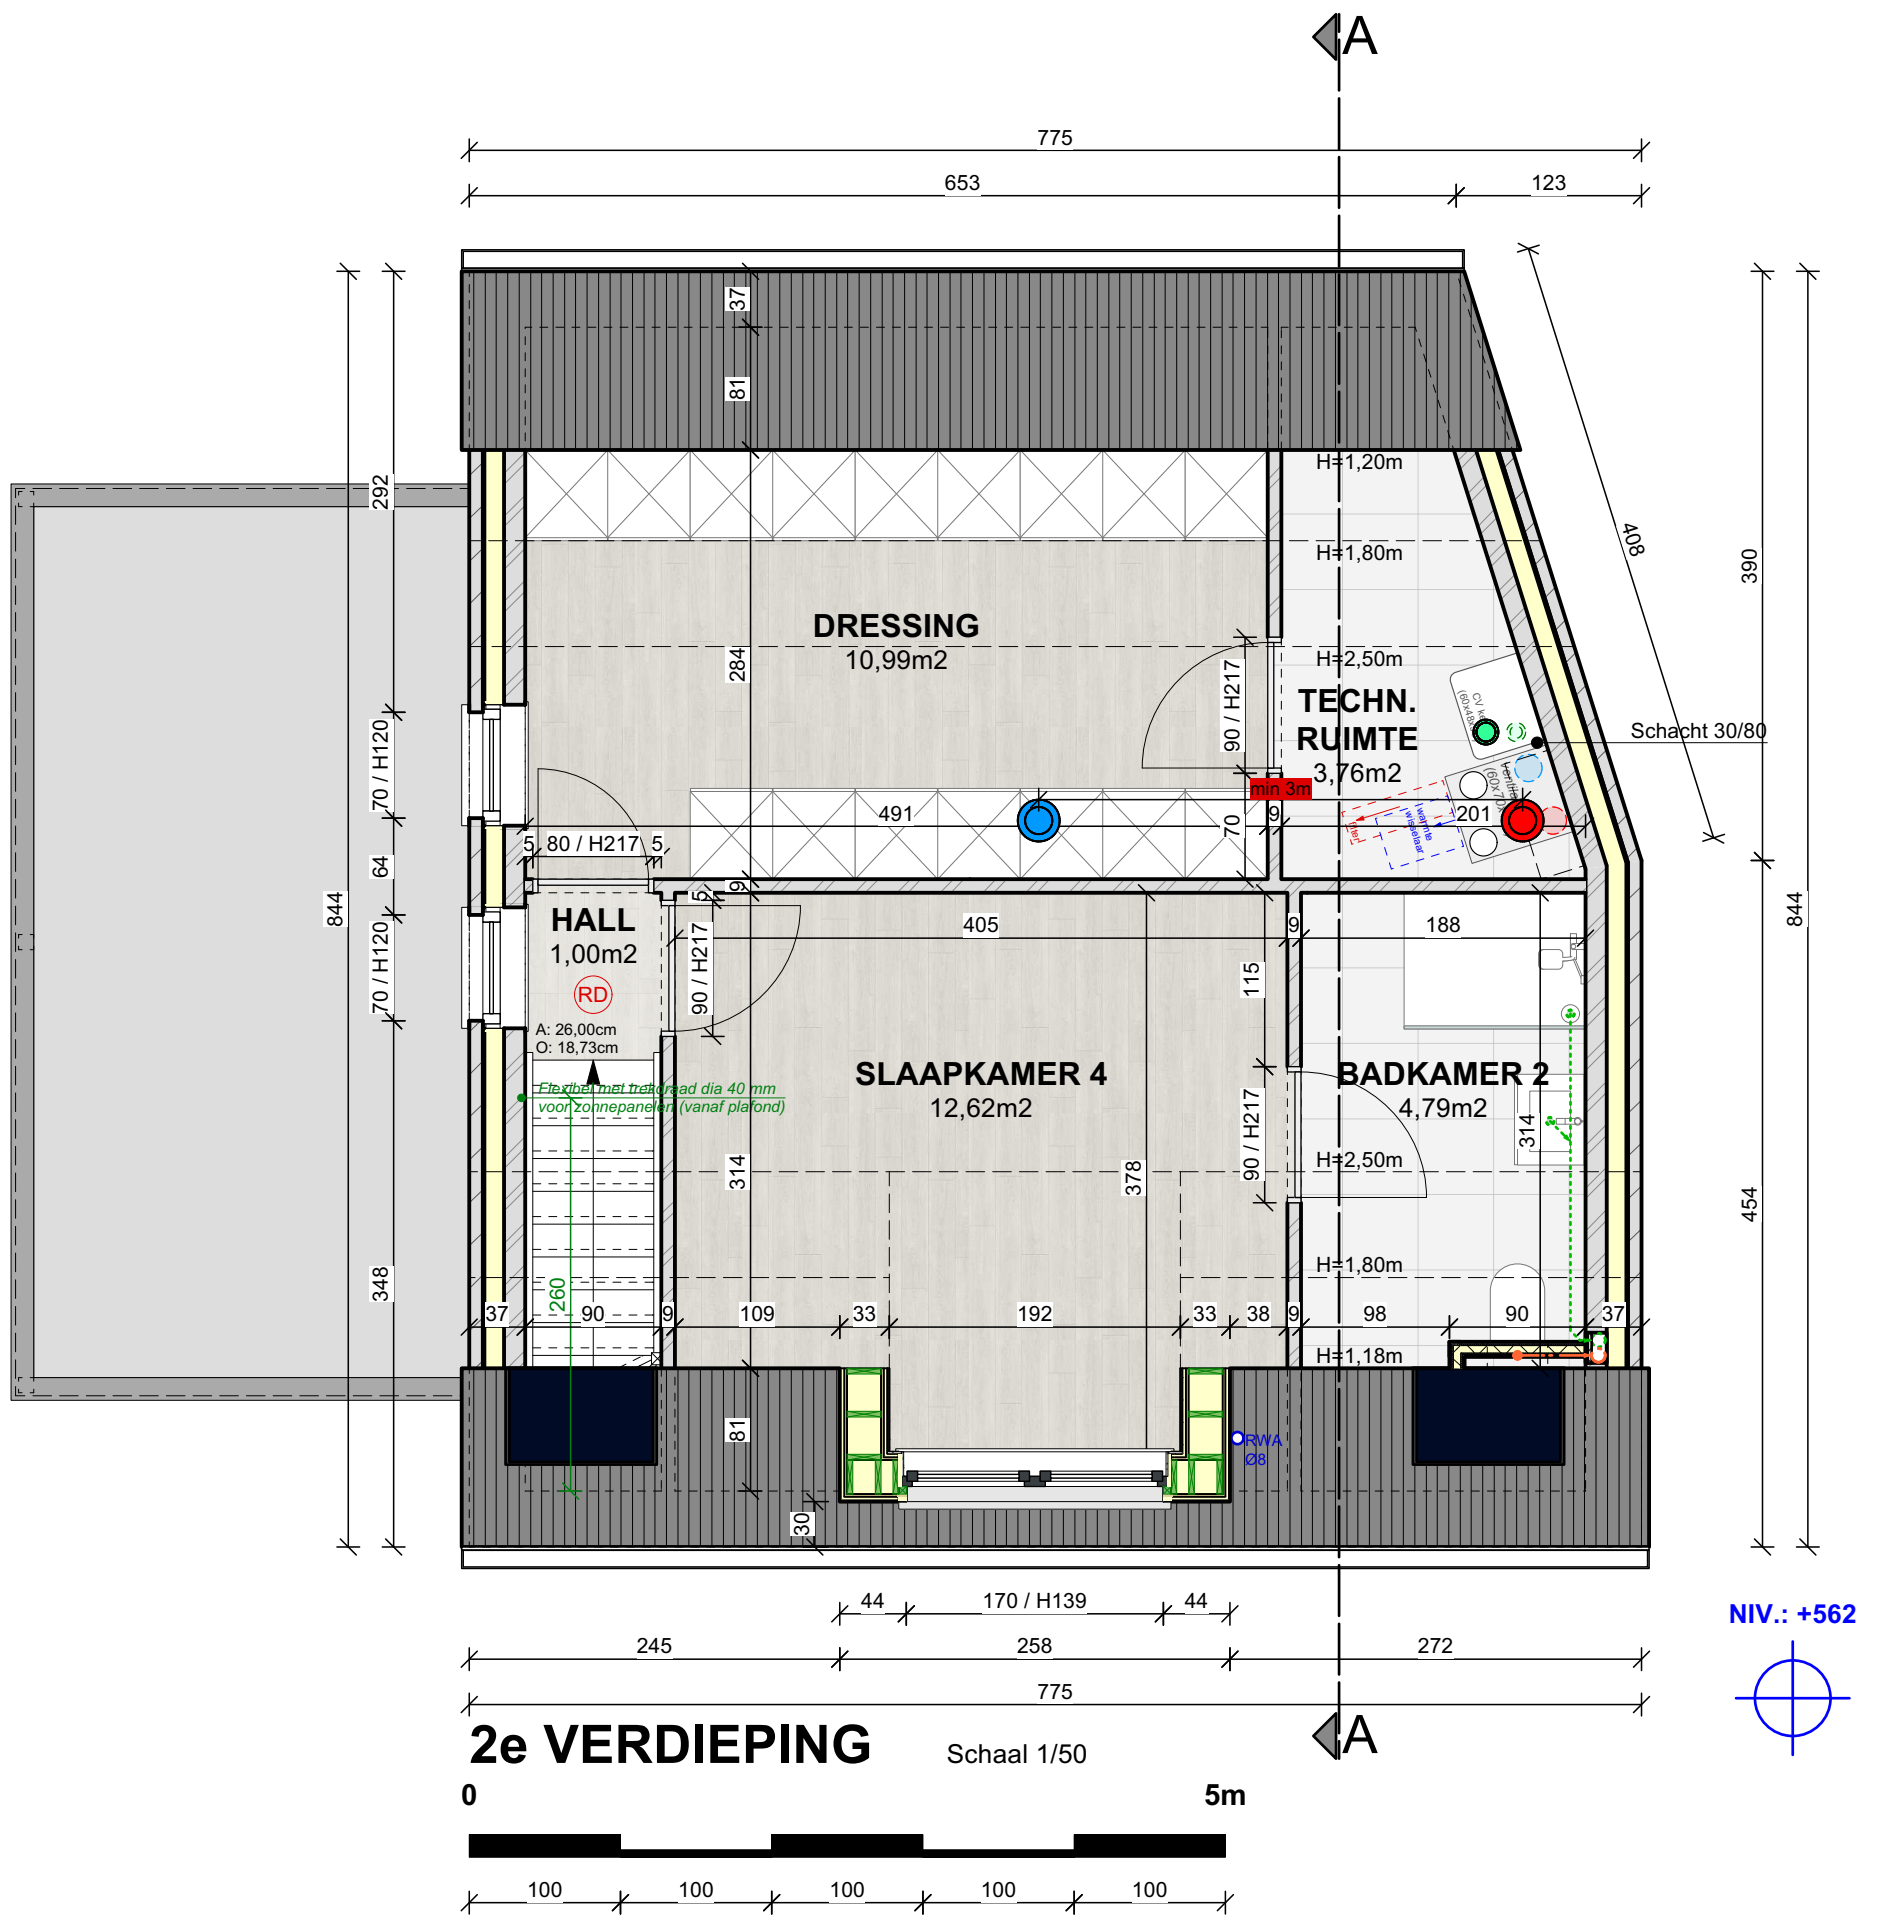 A
775
653
123
37
81
292
H=1,20m
H=1,80m
408
390
DRESSING
10,99m2
284
H=2,50m
90 / H217
TECHN.
RUIMTE
3,76m2
CV
Schacht 30/80
70 / H120
min 3m
warmte
wisselaar
filter
491
9
201
70
5
80 / H217
5
64
844
9
5
HALL
1,00m2
RD
A: 26,00cm
O: 18,73cm
70 / H120
90 / H217
405
9
188
115
844
Flexibel met trekdraad dia 40 mm
voor zonnepanelen (vanaf plafond)
SLAAPKAMER 4
12,62m2
BADKAMER 2
4,79m2
314
314
378
90 / H217
H=2,50m
454
348
260
H=1,80m
37
90
9
109
33
192
33
38
9
98
90
37
H=1,18m
81
RWA
Ø8
30
44
170 / H139
44
NIV.: +562
245
258
272
775
2e VERDIEPING
Schaal 1/50
A
0
5m
100
100
100
100
100